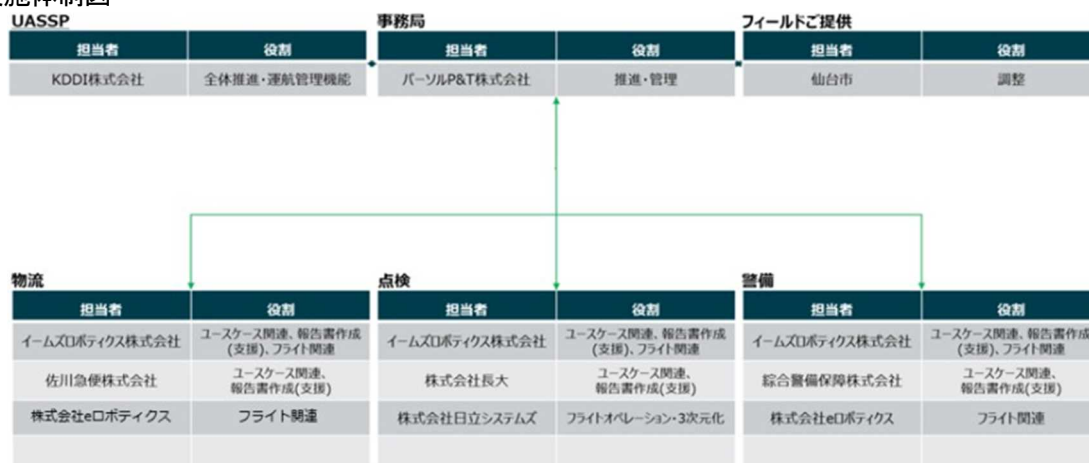 実施体制図
UASSP 事務局 フィールドご提供
担当者 役割 担当者 役割 担当者 役割
KDDI株式会社 全体推進・運航管理機能 パーソルP&T株式会社 推進・管理 仙台市 調整
物流 点検 警備
担当者 役割 担当者 役割 担当者 役割
イームズロボティクス株式会社 ユースケース関連、報告書作成 イームズロボティクス株式会社 ユースケース関連、報告書作成 イームズロボティクス株式会社 ユースケース関連、報告書作成
(支援)、フライト関連 (支援)、フライト関連 (支援)、フライト関連
佐川急便株式会社 ユースケース関連、 株式会社長大 ユースケース関連、 綜合警備保障株式会社 ユースケース関連、
報告書作成(支援) 報告書作成(支援) 報告書作成(支援)
株式会社eロボティクス フライト関連 株式会社日立システムズ フライトオペレーション・3次元化 株式会社eロボティクス フライト関連